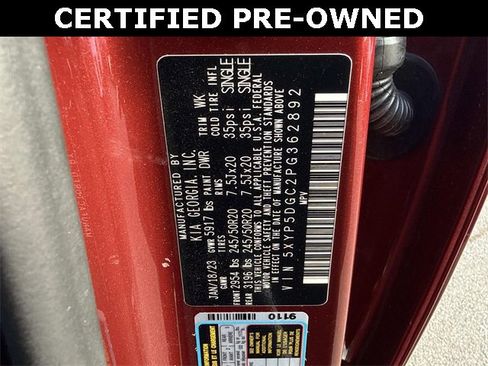 CERTIFIED PRE-OWNED
MANUFACTURED BY
KIA GEORGIA, INC.
JAN/18/23 PAINT DWR TRIM WK
GVWR 5917 lbs TIRES RIMS COLD TIRE INFL
FRONT 2954 lbs 245/50R20 7.5Jx20 35psi SINGLE
REAR 3196 lbs 245/50R20 7.5Jx20 35psi SINGLE
THIS VEHICLE CONFORMS TO ALL APPLICABLE U.S.A. FEDERAL
MOTOR VEHICLE SAFETY AND THEFT PREVENTION STANDARDS
IN EFFECT ON THE DATE OF MANUFACTURE SHOWN ABOVE
VIN 5XYP5DGC2PG362892
MPV
9110